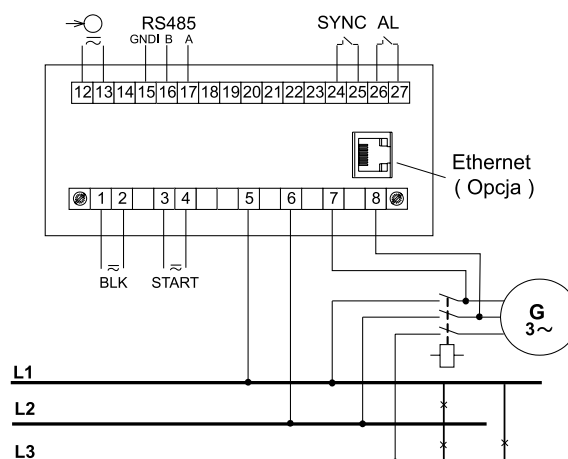 RS485
SYNC AL
GNDI B A
12 13 14 15 16 17 18 19 20 21 22 23 24 25 26 27
Ethernet
( Opcja )
1 2 3 4 5 6 7 8
BLK START
G
3~
L1
L2
L3